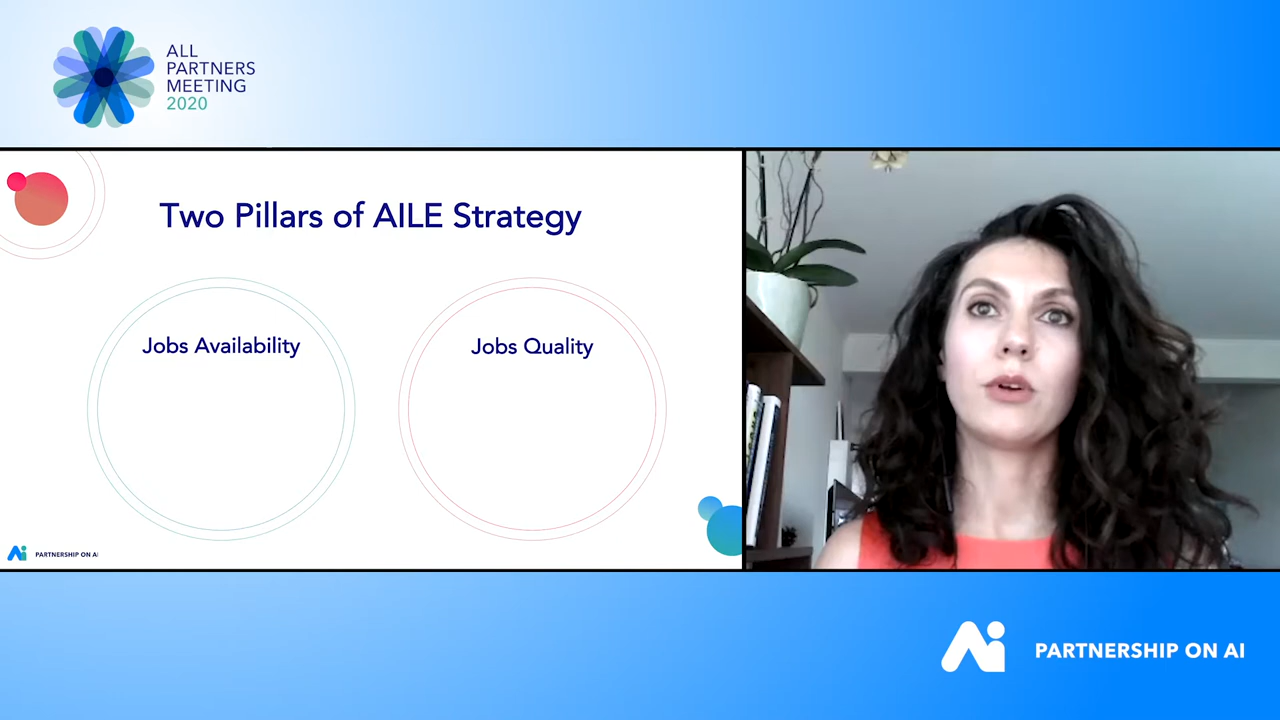 ALL
PARTNERS
MEETING
2020
Two Pillars of AILE Strategy
Jobs Availability
Jobs Quality
PARTNERSHIP ON AI
PARTNERSHIP ON AI